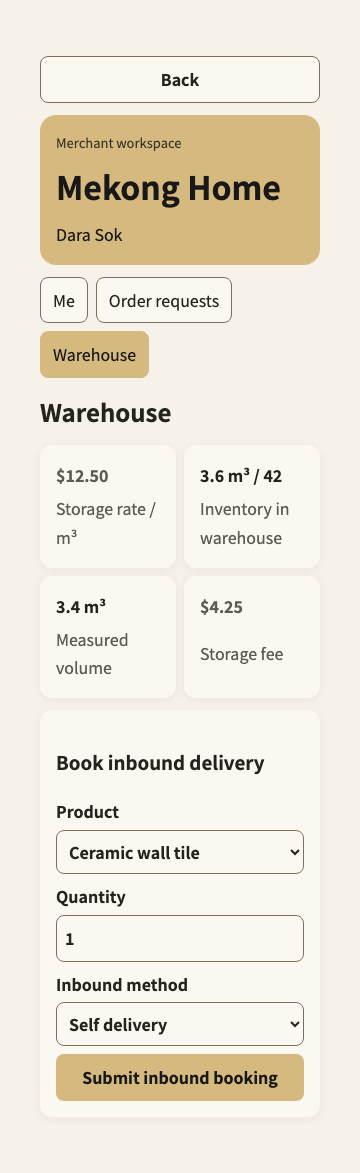 Back
Merchant workspace
Mekong Home
Dara Sok
Me
Order requests
Warehouse
Warehouse
$12.50
Storage rate /
m³
3.6 m³ / 42
Inventory in
warehouse
3.4 m³
Measured
volume
$4.25
Storage fee
Book inbound delivery
Product
Ceramic wall tile
Quantity
1
Inbound method
Self delivery
Submit inbound booking